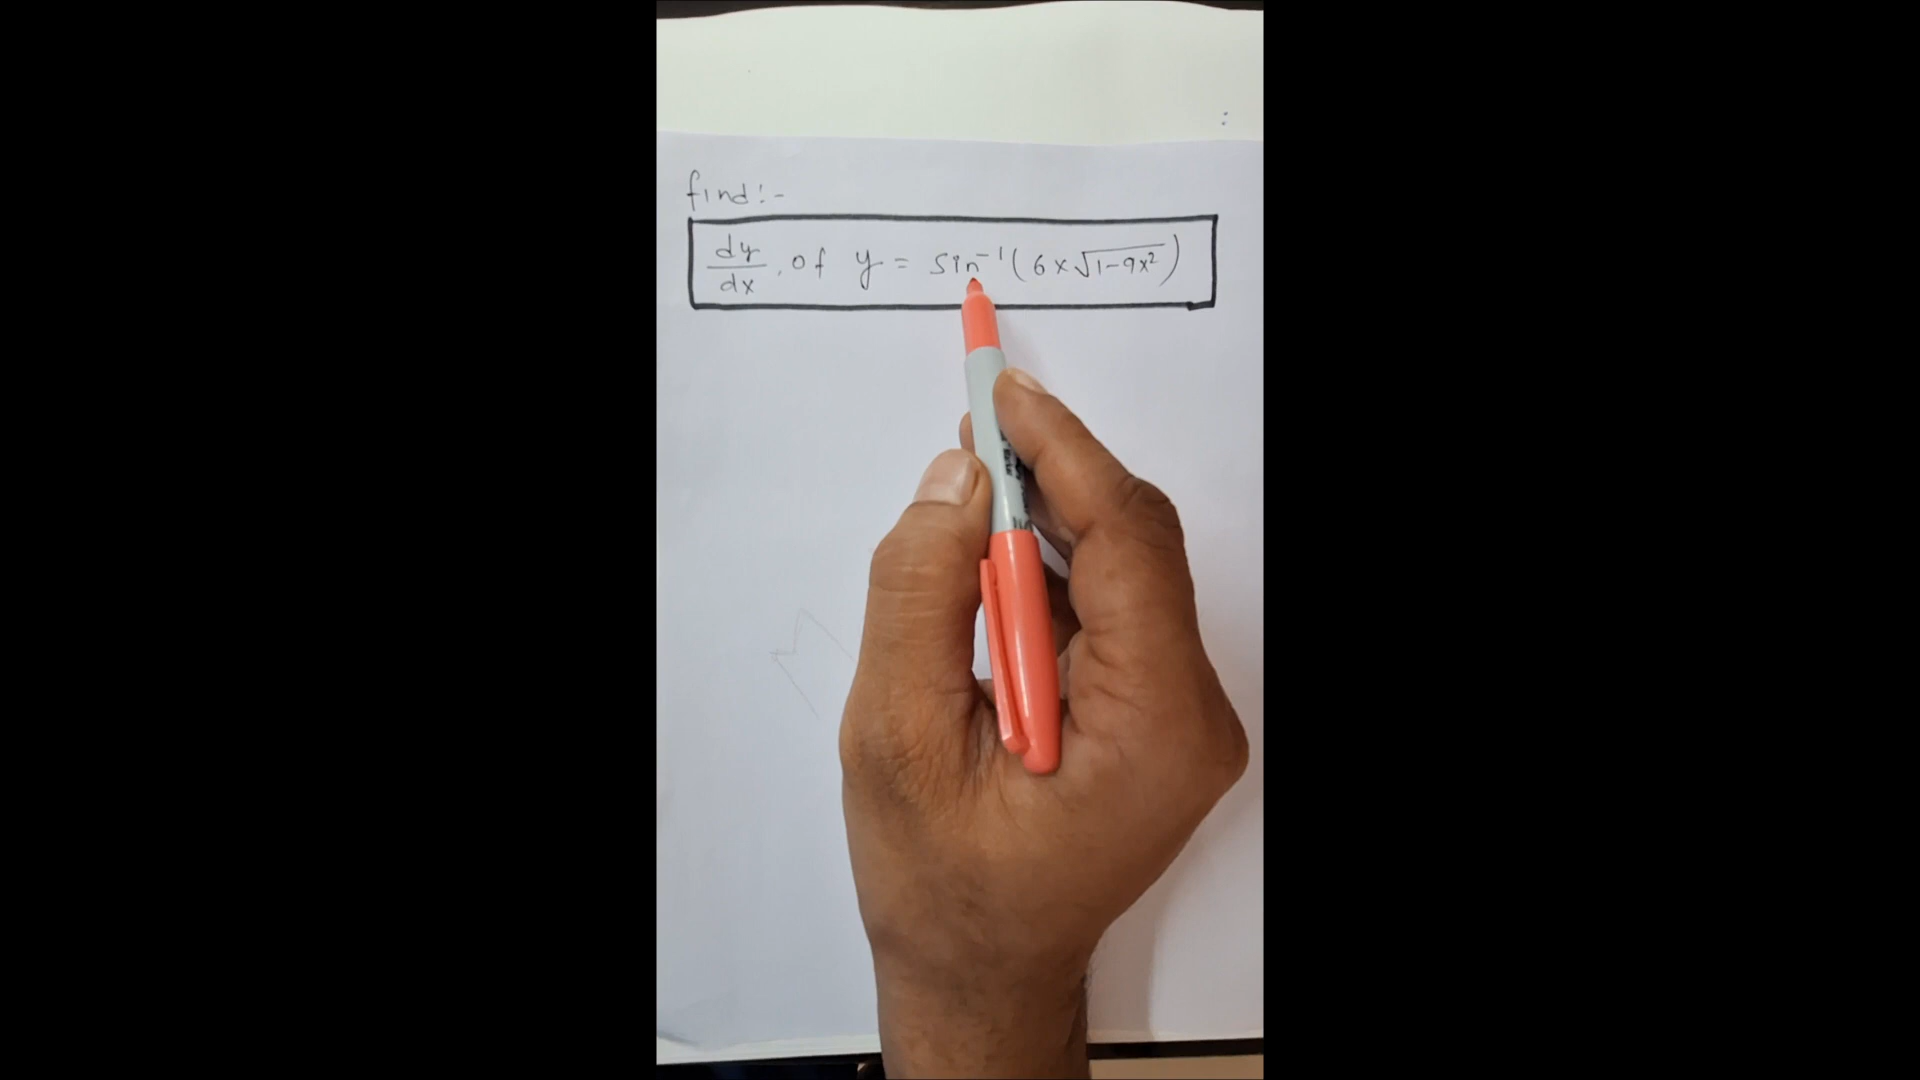 find:-
dy/dx, of y = sin⁻¹(6x√1-9x²)